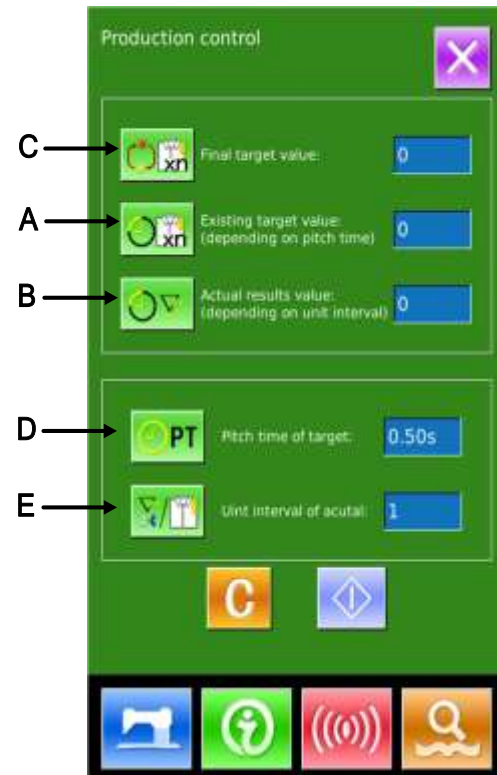 Production control
C
xn
Final target value:
0
A
xn
Existing target value:
(depending on pitch time)
0
B
Actual results value:
(depending on unit interval)
0
D
PT
Pitch time of target:
0.50s
E
Uint interval of acutal:
1
C